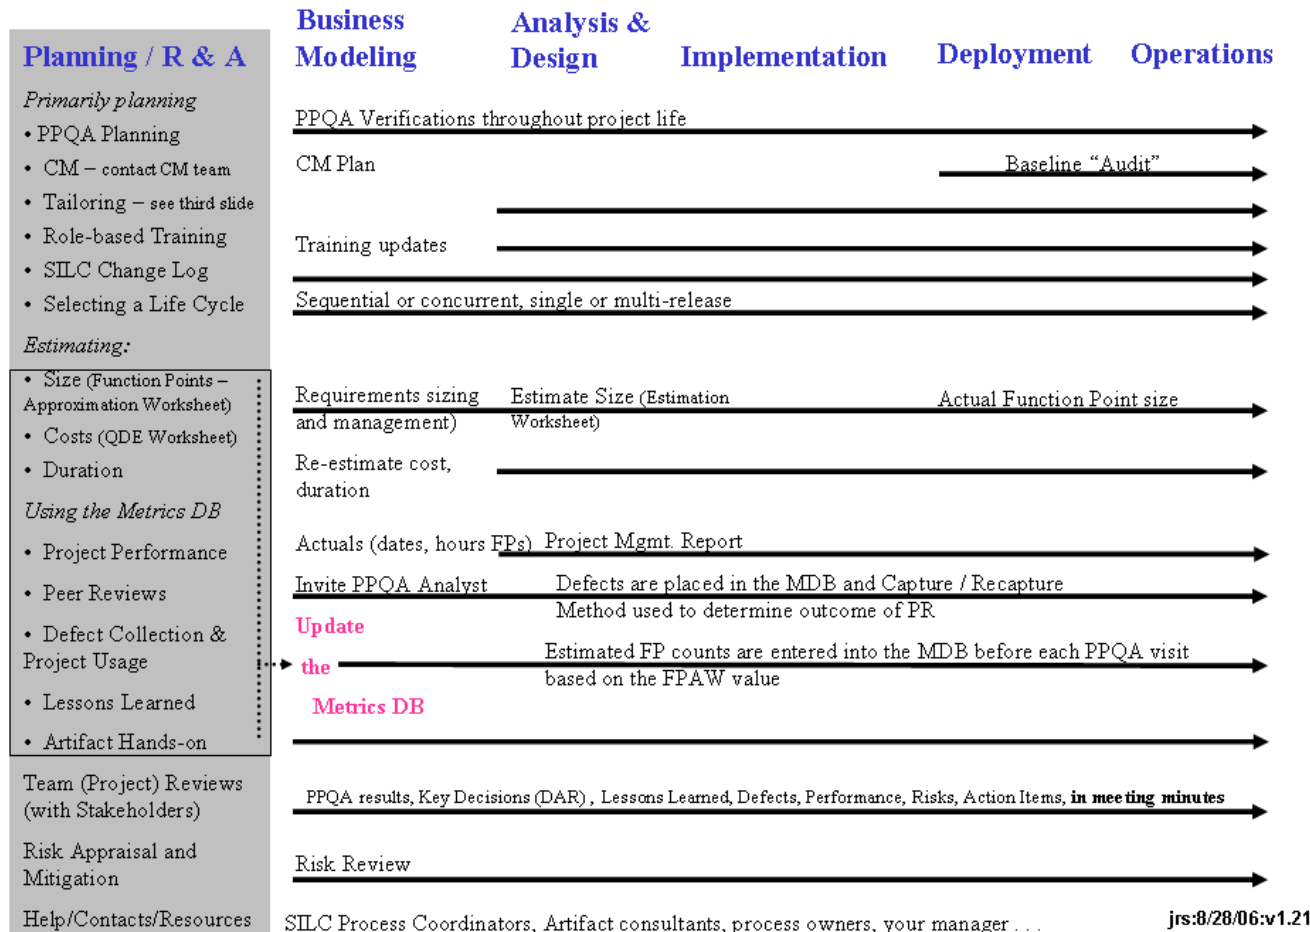 Business
Modeling
Analysis &
Design
Implementation
Deployment
Operations
Planning / R & A
Primarily planning
• PPQA Planning
• CM – contact CM team
• Tailoring – see third slide
• Role-based Training
• SILC Change Log
• Selecting a Life Cycle
Estimating:
• Size (Function Points –
Approximation Worksheet)
• Costs (QDE Worksheet)
• Duration
Using the Metrics DB
• Project Performance
• Peer Reviews
• Defect Collection &
Project Usage
• Lessons Learned
• Artifact Hands-on
Team (Project) Reviews
(with Stakeholders)
Risk Appraisal and
Mitigation
Help/Contacts/Resources
PPQA Verifications throughout project life
CM Plan
Baseline “Audit”
Training updates
Sequential or concurrent, single or multi-release
Requirements sizing
and management)
Estimate Size (Estimation
Worksheet)
Actual Function Point size
Re-estimate cost,
duration
Actuals (dates, hours FPs)
Project Mgmt. Report
Invite PPQA Analyst
Defects are placed in the MDB and Capture / Recapture
Method used to determine outcome of PR
Update
the
Metrics DB
Estimated FP counts are entered into the MDB before each PPQA visit
based on the FPAW value
PPQA results, Key Decisions (DAR) , Lessons Learned, Defects, Performance, Risks, Action Items, in meeting minutes
Risk Review
SILC Process Coordinators, Artifact consultants, process owners, your manager . . .
jrs:8/28/06:v1.21